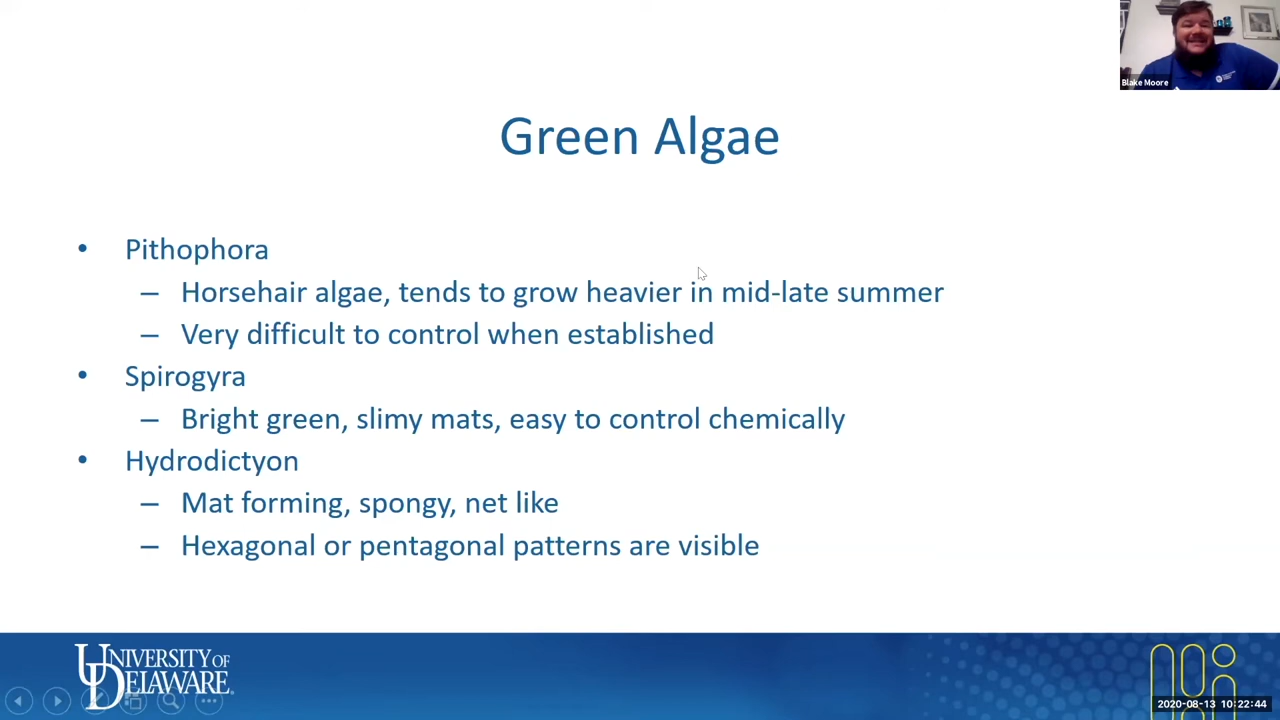 Blake Moore
Green Algae
• Pithophora
– Horsehair algae, tends to grow heavier in mid-late summer
– Very difficult to control when established
• Spirogyra
– Bright green, slimy mats, easy to control chemically
• Hydrodictyon
– Mat forming, spongy, net like
– Hexagonal or pentagonal patterns are visible
UNIVERSITY OF
DELAWARE
2020-08-13 10:22:44